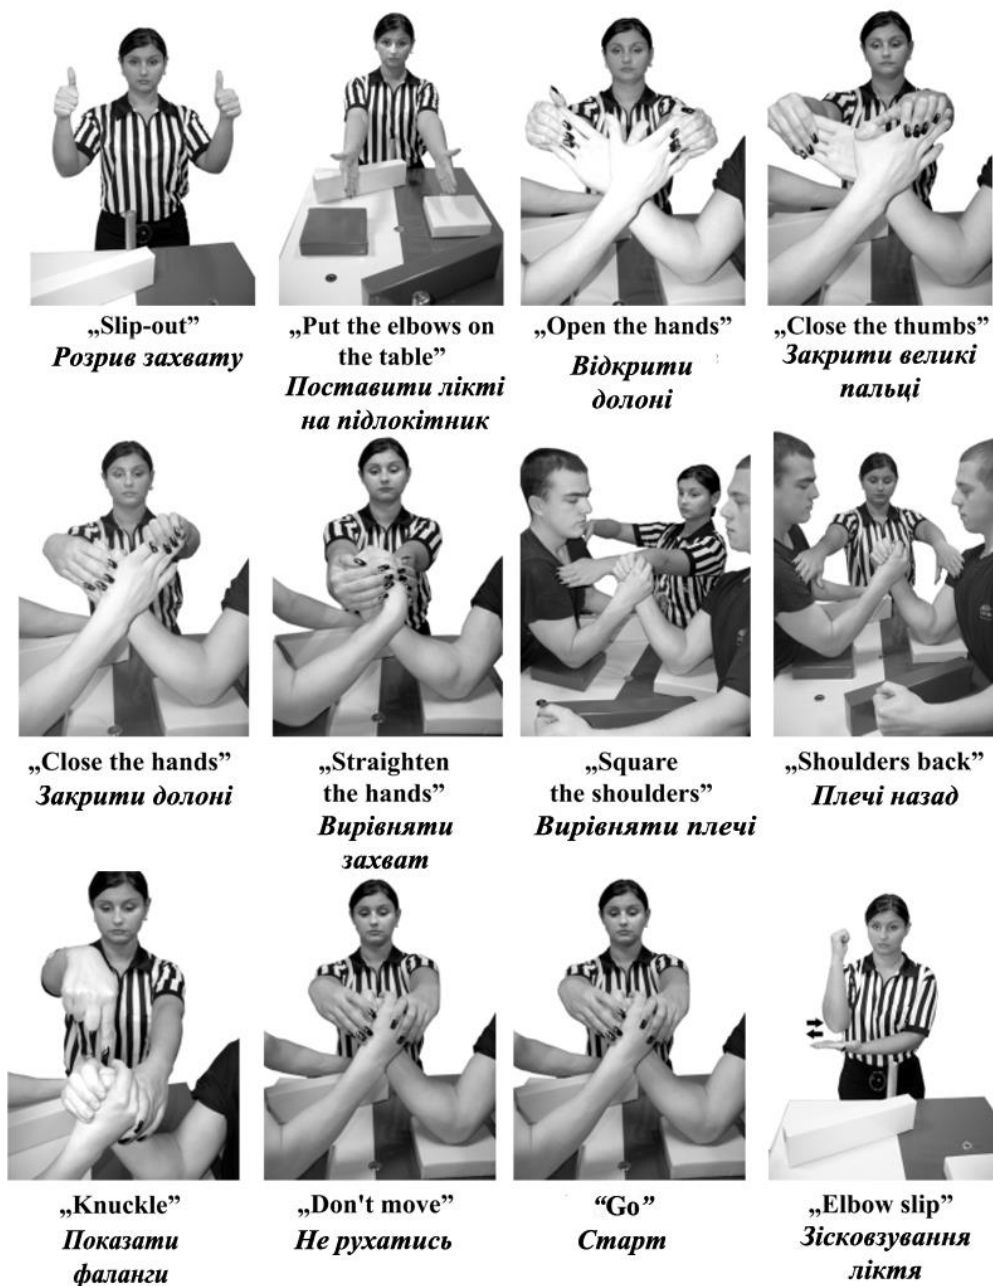 „Slip-out”
Розрив захвату
„Put the elbows on
the table”
Поставити лікті
на підлокітник
„Open the hands”
Відкрити
долоні
„Close the thumbs”
Закрити великі
пальці
„Close the hands”
Закрити долоні
„Straighten
the hands”
Вирівняти
захват
„Square
the shoulders”
Вирівняти плечі
„Shoulders back”
Плечі назад
„Knuckle”
Показати
фаланги
„Don't move”
Не рухатись
“Go”
Старт
„Elbow slip”
Зісковзування
ліктя